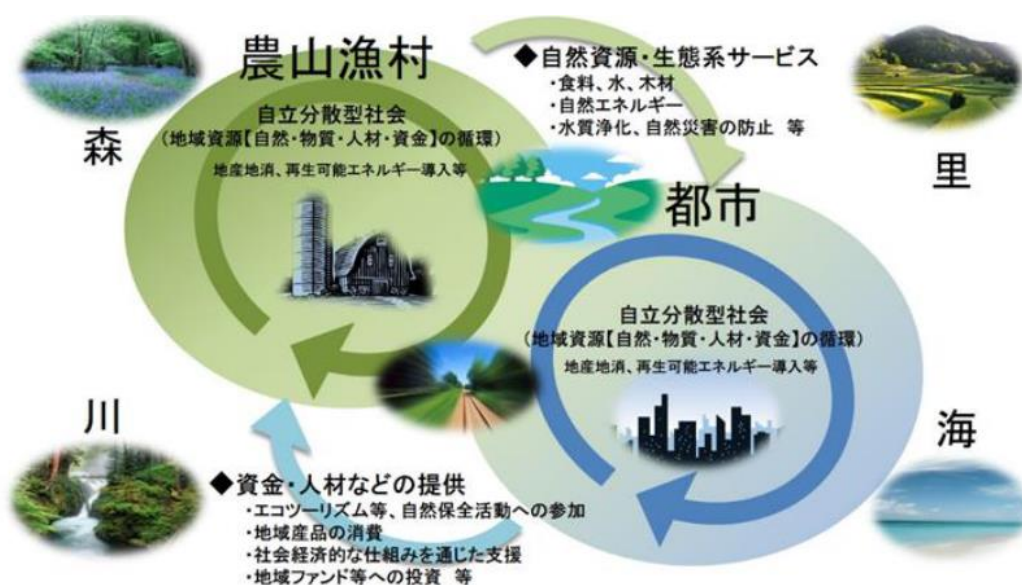 農山漁村
自立分散型社会
(地域資源【自然・物質・人材・資金】の循環)
地産地消、再生可能エネルギー導入等
◆自然資源・生態系サービス
・食料、水、木材
・自然エネルギー
・水質浄化、自然災害の防止 等
森
里
都市
自立分散型社会
(地域資源【自然・物質・人材・資金】の循環)
地産地消、再生可能エネルギー導入等
川
海
◆資金・人材などの提供
・エコツーリズム等、自然保全活動への参加
・地域産品の消費
・社会経済的な仕組みを通じた支援
・地域ファンド等への投資 等